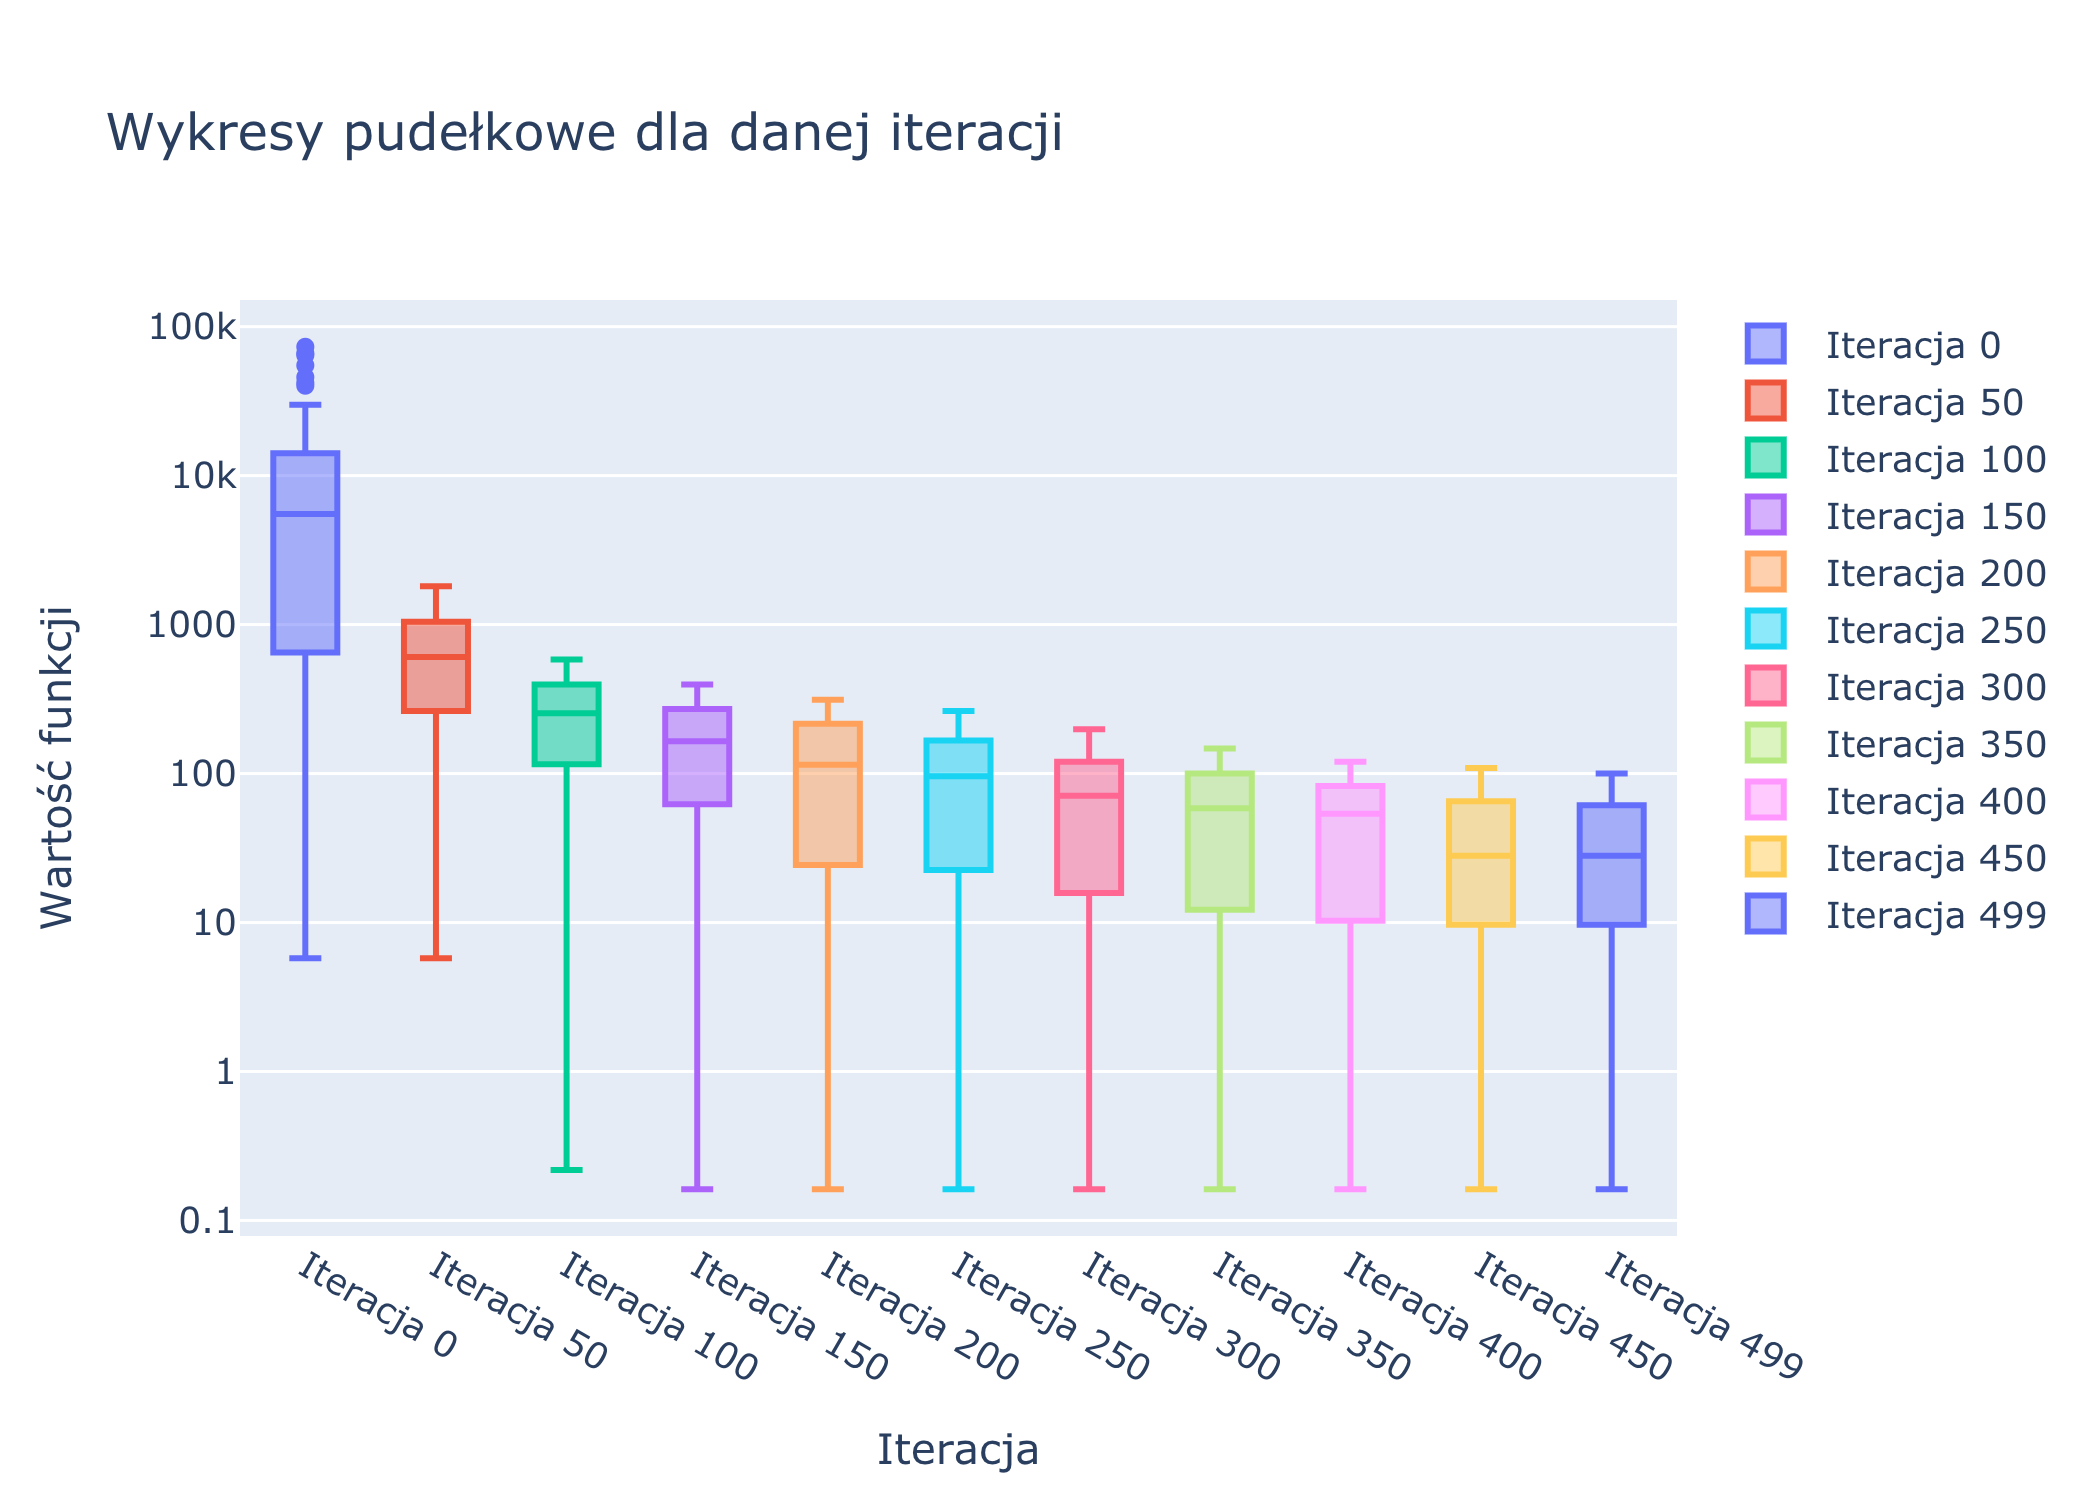 Wykresy pudełkowe dla danej iteracji
100k
10k
1000
100
10
1
0.1
Wartość funkcji
Iteracja 0
Iteracja 50
Iteracja 100
Iteracja 150
Iteracja 200
Iteracja 250
Iteracja 300
Iteracja 350
Iteracja 400
Iteracja 450
Iteracja 499
Iteracja
Iteracja 0
Iteracja 50
Iteracja 100
Iteracja 150
Iteracja 200
Iteracja 250
Iteracja 300
Iteracja 350
Iteracja 400
Iteracja 450
Iteracja 499